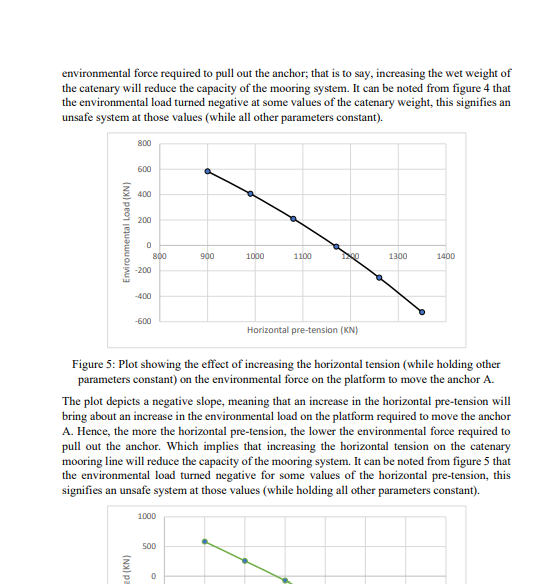 environmental force required to pull out the anchor; that is to say, increasing the wet weight of
the catenary will reduce the capacity of the mooring system. It can be noted from figure 4 that
the environmental load turned negative at some values of the catenary weight, this signifies an
unsafe system at those values (while all other parameters constant).
800
600
400
200
0
-200
-400
-600
800 900 1000 1100 1200 1300 1400
Environmental Load (KN)
Horizontal pre-tension (KN)
Figure 5: Plot showing the effect of increasing the horizontal tension (while holding other
parameters constant) on the environmental force on the platform to move the anchor A.
The plot depicts a negative slope, meaning that an increase in the horizontal pre-tension will
bring about an increase in the environmental load on the platform required to move the anchor
A. Hence, the more the horizontal pre-tension, the lower the environmental force required to
pull out the anchor. Which implies that increasing the horizontal tension on the catenary
mooring line will reduce the capacity of the mooring system. It can be noted from figure 5 that
the environmental load turned negative for some values of the horizontal pre-tension, this
signifies an unsafe system at those values (while holding all other parameters constant).
1000
500
0
(KN)